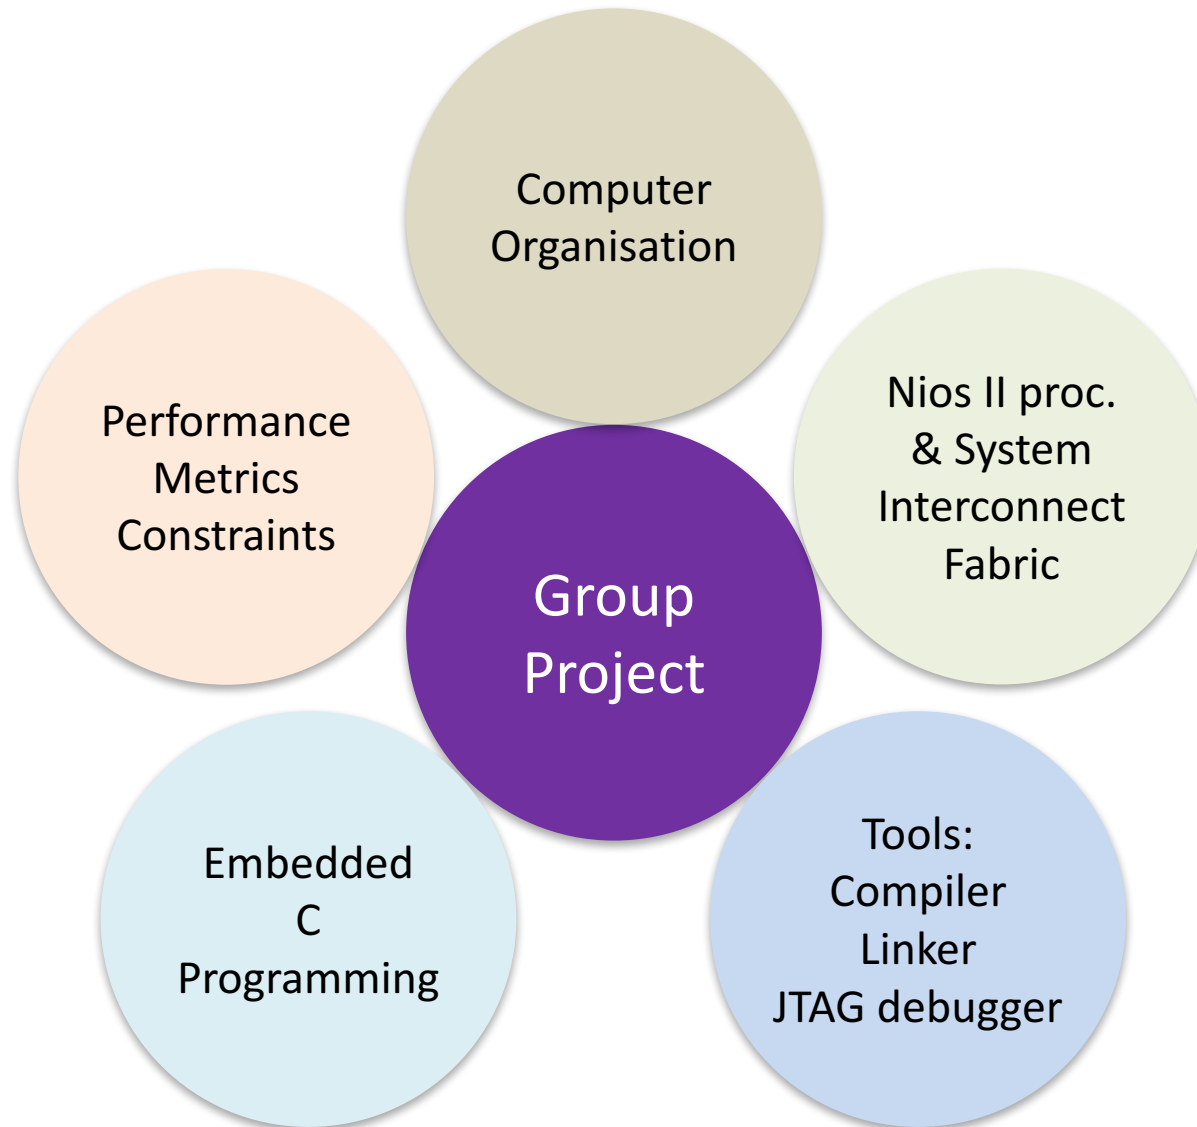 Computer
Organisation
Performance
Metrics
Constraints
Nios II proc.
& System
Interconnect
Fabric
Group
Project
Embedded
C
Programming
Tools:
Compiler
Linker
JTAG debugger